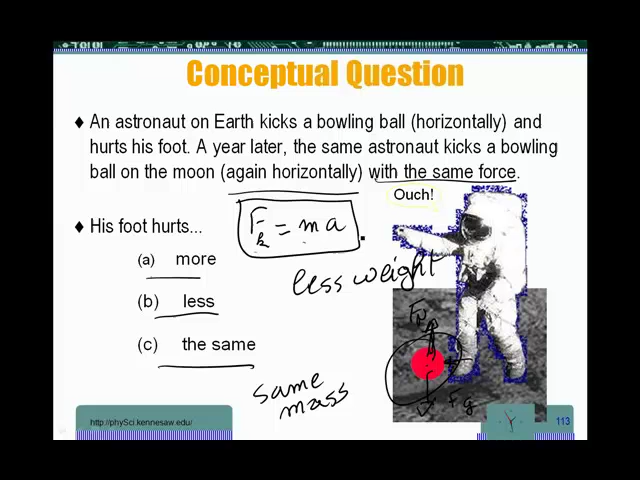 Conceptual Question
♦ An astronaut on Earth kicks a bowling ball (horizontally) and
hurts his foot. A year later, the same astronaut kicks a bowling
ball on the moon (again horizontally) with the same force.
Ouch!
♦ His foot hurts...
F_k = ma
(a) more
less weight
(b) less
(c) the same
same
mass
Fg
http://phySci.kennesaw.edu/
113